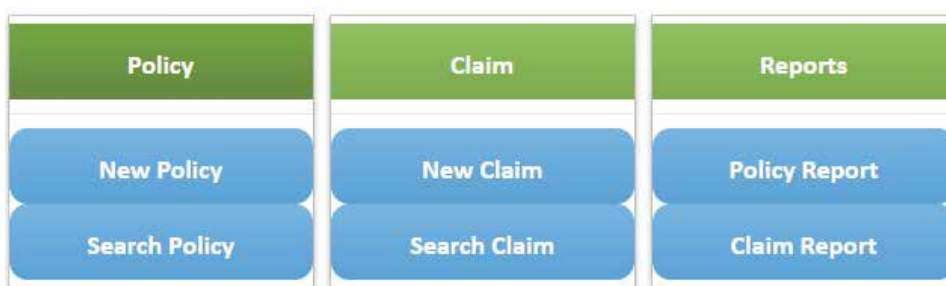 Policy
Claim
Reports
New Policy
New Claim
Policy Report
Search Policy
Search Claim
Claim Report